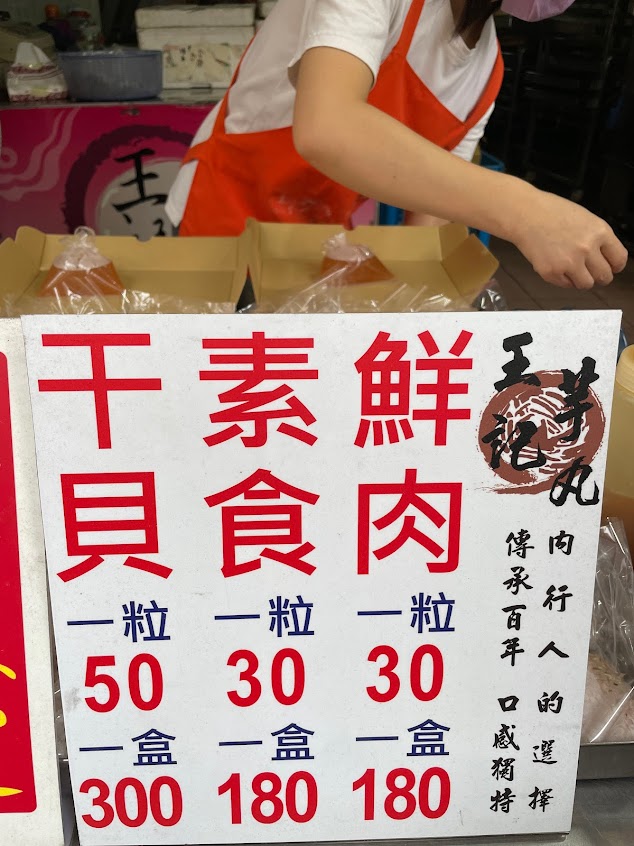 王記
芋丸
內行人的選擇
傳承百年 口感獨特
鮮肉
一粒
30
一盒
180
素食
一粒
30
一盒
180
干貝
一粒
50
一盒
300
王